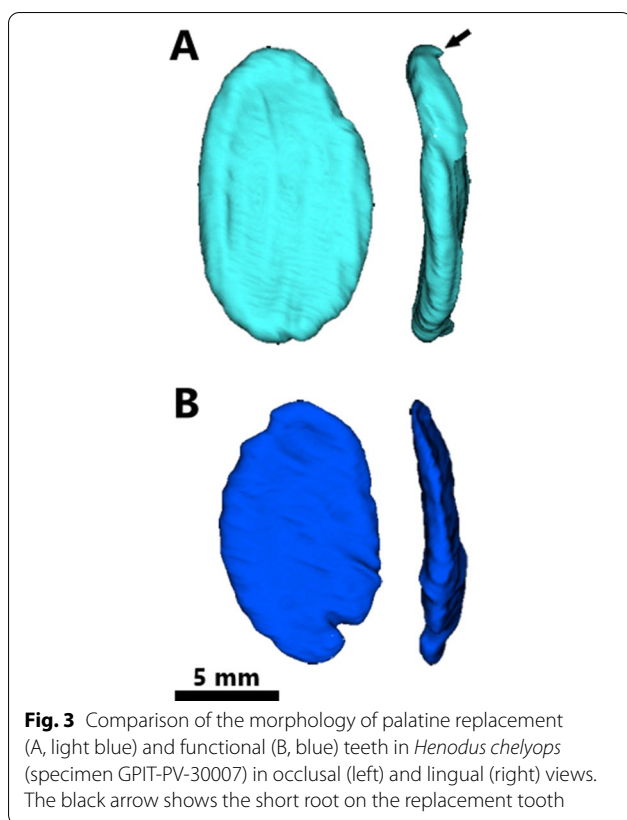 A
B
5 mm
Fig. 3 Comparison of the morphology of palatine replacement
(A, light blue) and functional (B, blue) teeth in Henodus chelyops
(specimen GPIT-PV-30007) in occlusal (left) and lingual (right) views.
The black arrow shows the short root on the replacement tooth